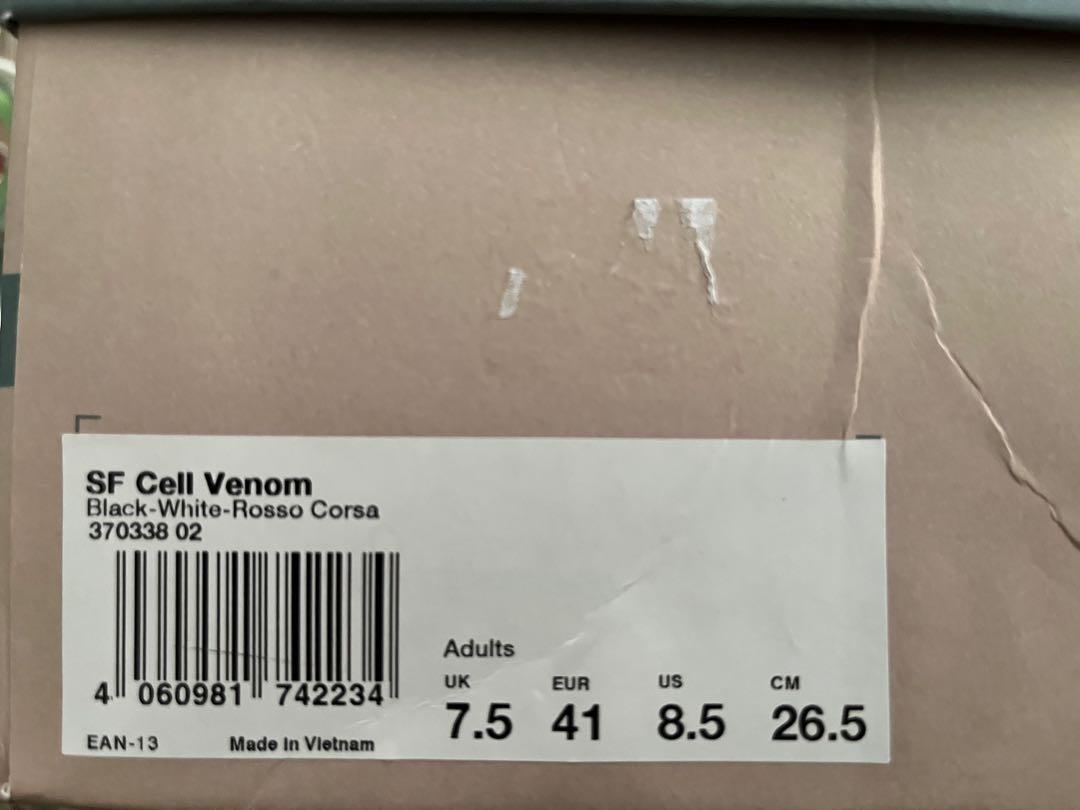 SF Cell Venom
Black-White-Rosso Corsa
370338 02
4 060981 742234
EAN-13 Made in Vietnam
Adults
UK EUR US CM
7.5 41 8.5 26.5